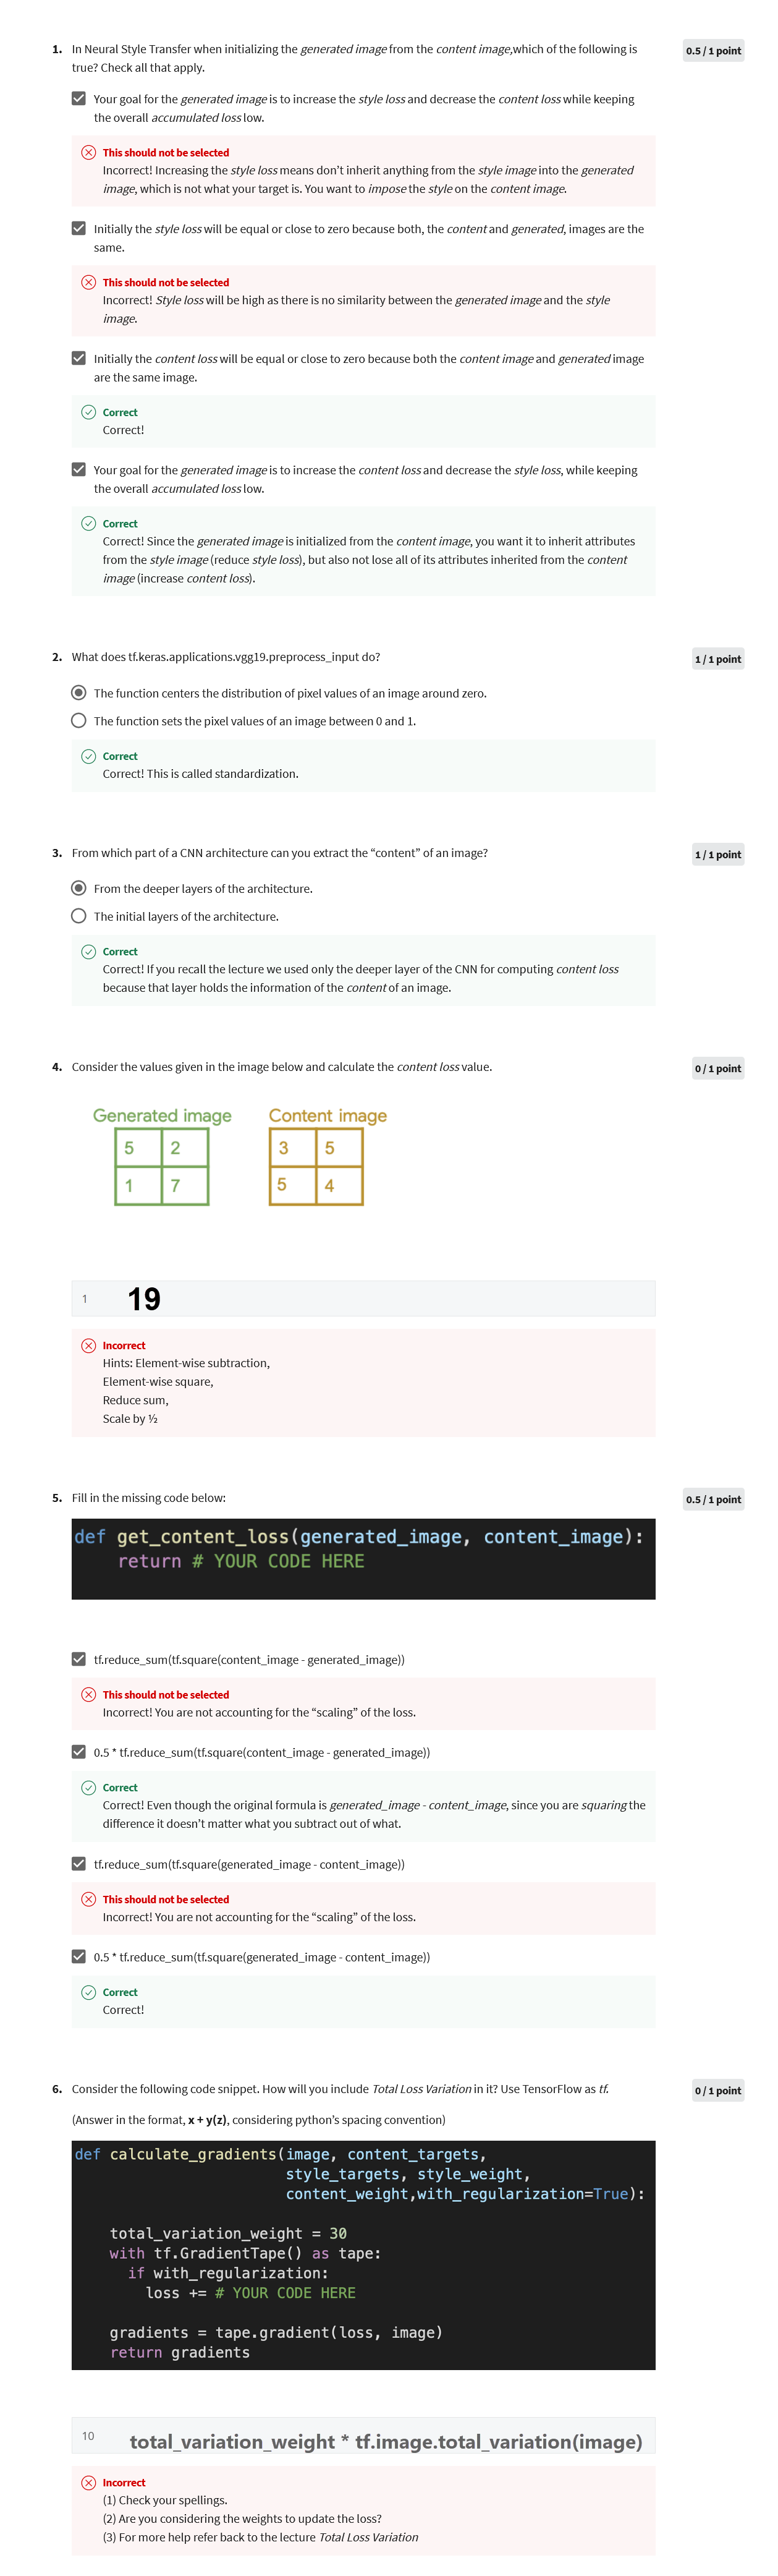 1. In Neural Style Transfer when initializing the generated image from the content image,which of the following is
true? Check all that apply.
0.5 / 1 point
Your goal for the generated image is to increase the style loss and decrease the content loss while keeping
the overall accumulated loss low.
This should not be selected
Incorrect! Increasing the style loss means don't inherit anything from the style image into the generated
image, which is not what your target is. You want to impose the style on the content image.
Initially the style loss will be equal or close to zero because both, the content and generated, images are the
same.
This should not be selected
Incorrect! Style loss will be high as there is no similarity between the generated image and the style
image.
Initially the content loss will be equal or close to zero because both the content image and generated image
are the same image.
Correct
Correct!
Your goal for the generated image is to increase the content loss and decrease the style loss, while keeping
the overall accumulated loss low.
Correct
Correct! Since the generated image is initialized from the content image, you want it to inherit attributes
from the style image (reduce style loss), but also not lose all of its attributes inherited from the content
image (increase content loss).
2. What does tf.keras.applications.vgg19.preprocess_input do?
1 / 1 point
The function centers the distribution of pixel values of an image around zero.
The function sets the pixel values of an image between 0 and 1.
Correct
Correct! This is called standardization.
3. From which part of a CNN architecture can you extract the “content” of an image?
1 / 1 point
From the deeper layers of the architecture.
The initial layers of the architecture.
Correct
Correct! If you recall the lecture we used only the deeper layer of the CNN for computing content loss
because that layer holds the information of the content of an image.
4. Consider the values given in the image below and calculate the content loss value.
0 / 1 point
Generated image Content image
5 2 3 5
1 7 5 4
1 19
Incorrect
Hints: Element-wise subtraction,
Element-wise square,
Reduce sum,
Scale by ½
5. Fill in the missing code below:
0.5 / 1 point
def get_content_loss(generated_image, content_image):
return # YOUR CODE HERE
tf.reduce_sum(tf.square(content_image - generated_image))
This should not be selected
Incorrect! You are not accounting for the “scaling” of the loss.
0.5 * tf.reduce_sum(tf.square(content_image - generated_image))
Correct
Correct! Even though the original formula is generated_image - content_image, since you are squaring the
difference it doesn't matter what you subtract out of what.
tf.reduce_sum(tf.square(generated_image - content_image))
This should not be selected
Incorrect! You are not accounting for the “scaling” of the loss.
0.5 * tf.reduce_sum(tf.square(generated_image - content_image))
Correct
Correct!
6. Consider the following code snippet. How will you include Total Loss Variation in it? Use TensorFlow as tf.
0 / 1 point
(Answer in the format, x + y(z), considering python's spacing convention)
def calculate_gradients(image, content_targets,
style_targets, style_weight,
content_weight,with_regularization=True):
total_variation_weight = 30
with tf.GradientTape() as tape:
if with_regularization:
loss += # YOUR CODE HERE
gradients = tape.gradient(loss, image)
return gradients
10 total_variation_weight * tf.image.total_variation(image)
Incorrect
(1) Check your spellings.
(2) Are you considering the weights to update the loss?
(3) For more help refer back to the lecture Total Loss Variation